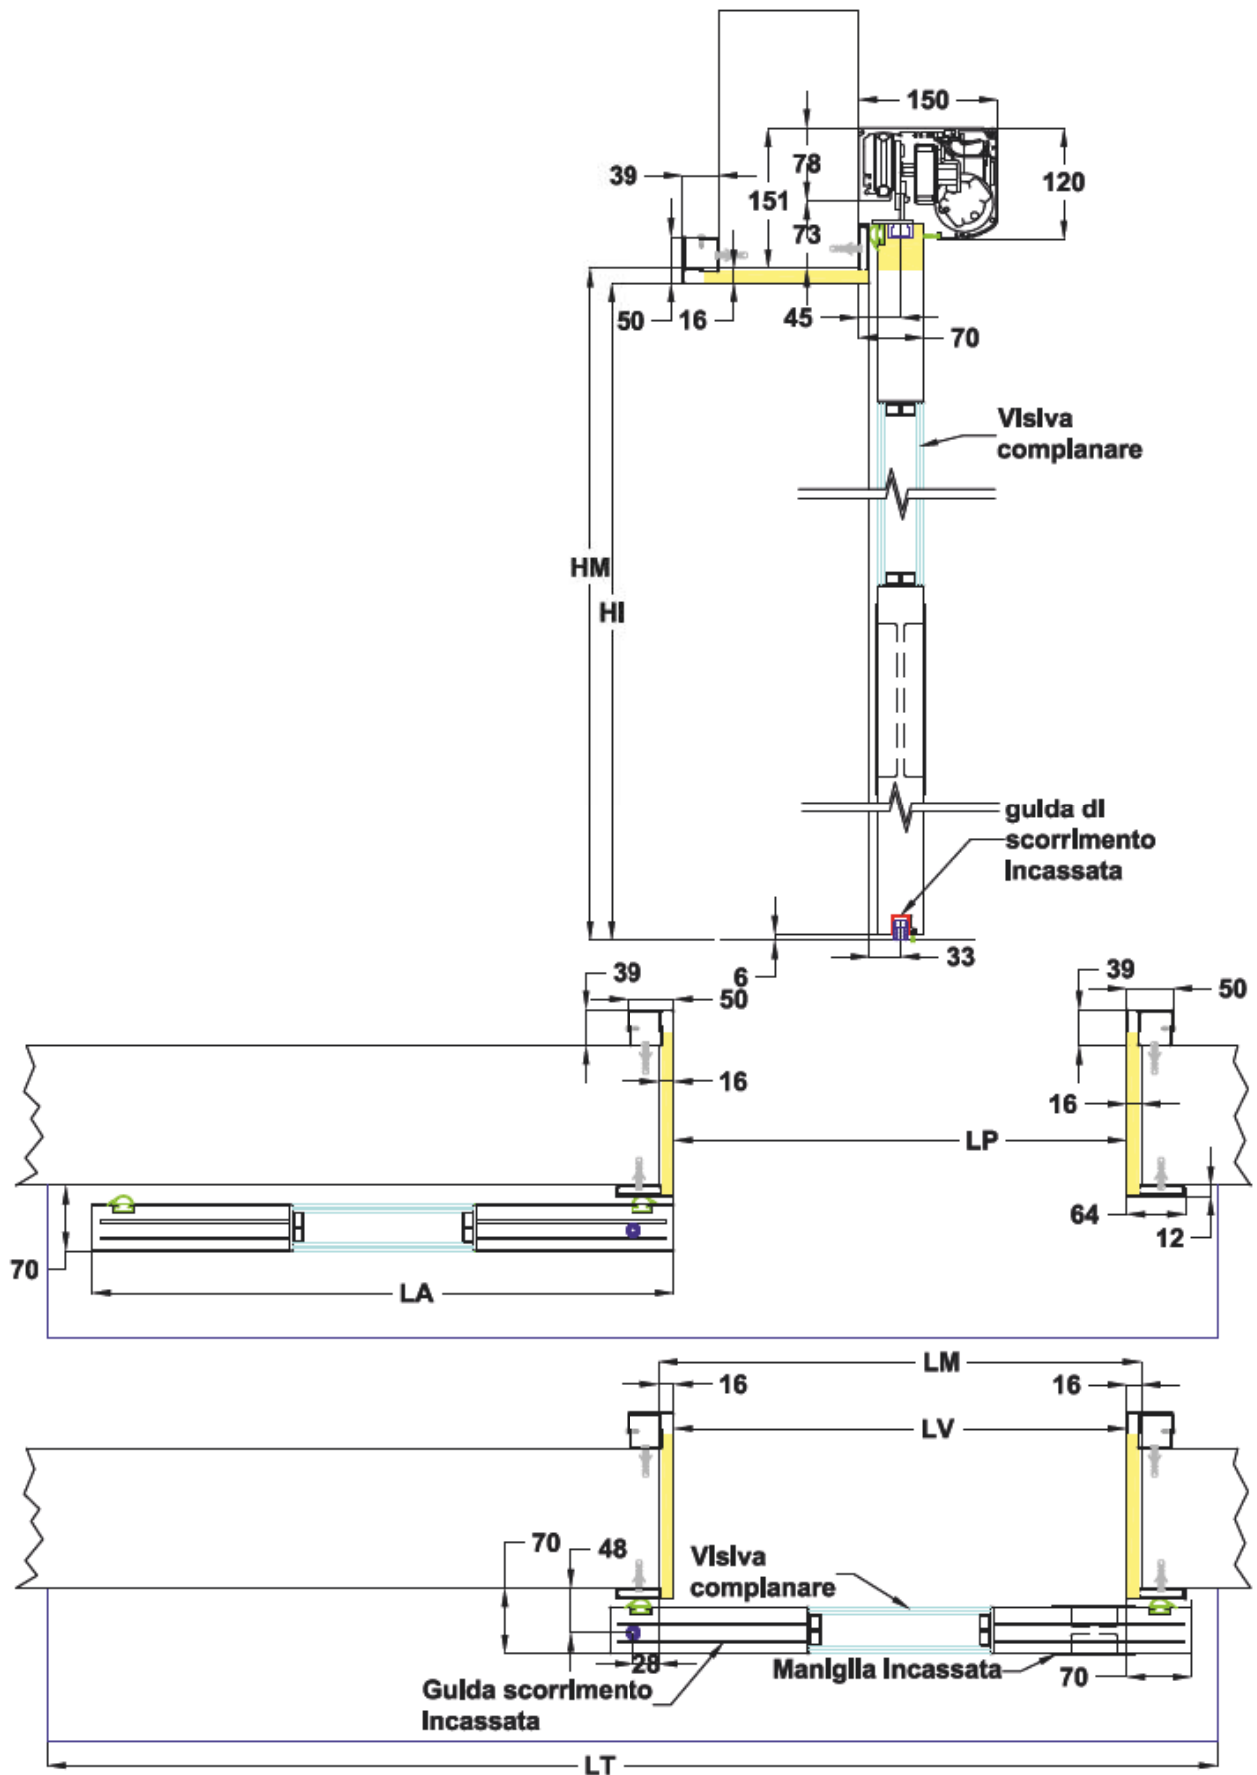 150
39
78
151
120
73
50
16
45
70
Visiva
complanare
HM
HI
guida di
scorrimento
incassata
33
6
39
50
39
50
16
16
LP
64
12
70
LA
LM
16
16
LV
70
48
Visiva
complanare
28
Maniglia incassata
70
Guida scorrimento
incassata
LT